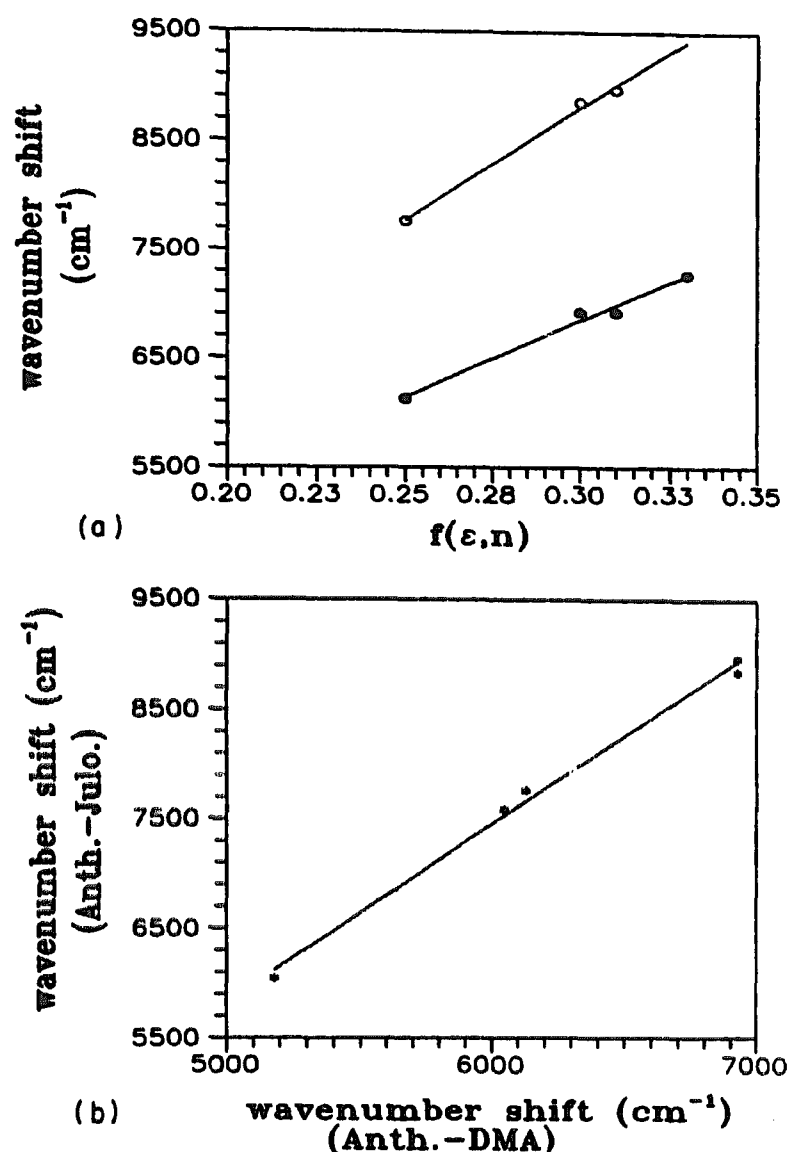 9500
8500
7500
6500
5500
wavenumber shift
(cm⁻¹)
0.20 0.23 0.25 0.28 0.30 0.33 0.35
f(ε,n)
(a)
9500
8500
7500
6500
5500
wavenumber shift (cm⁻¹)
(Anth.-Julo.)
5000 6000 7000
(b)
wavenumber shift (cm⁻¹)
(Anth.-DMA)